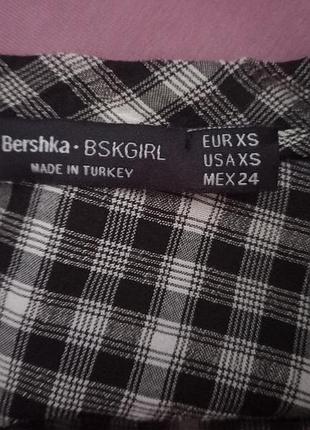 Bershka • BSKGIRL
MADE IN TURKEY
EUR XS
USA XS
MEX 24